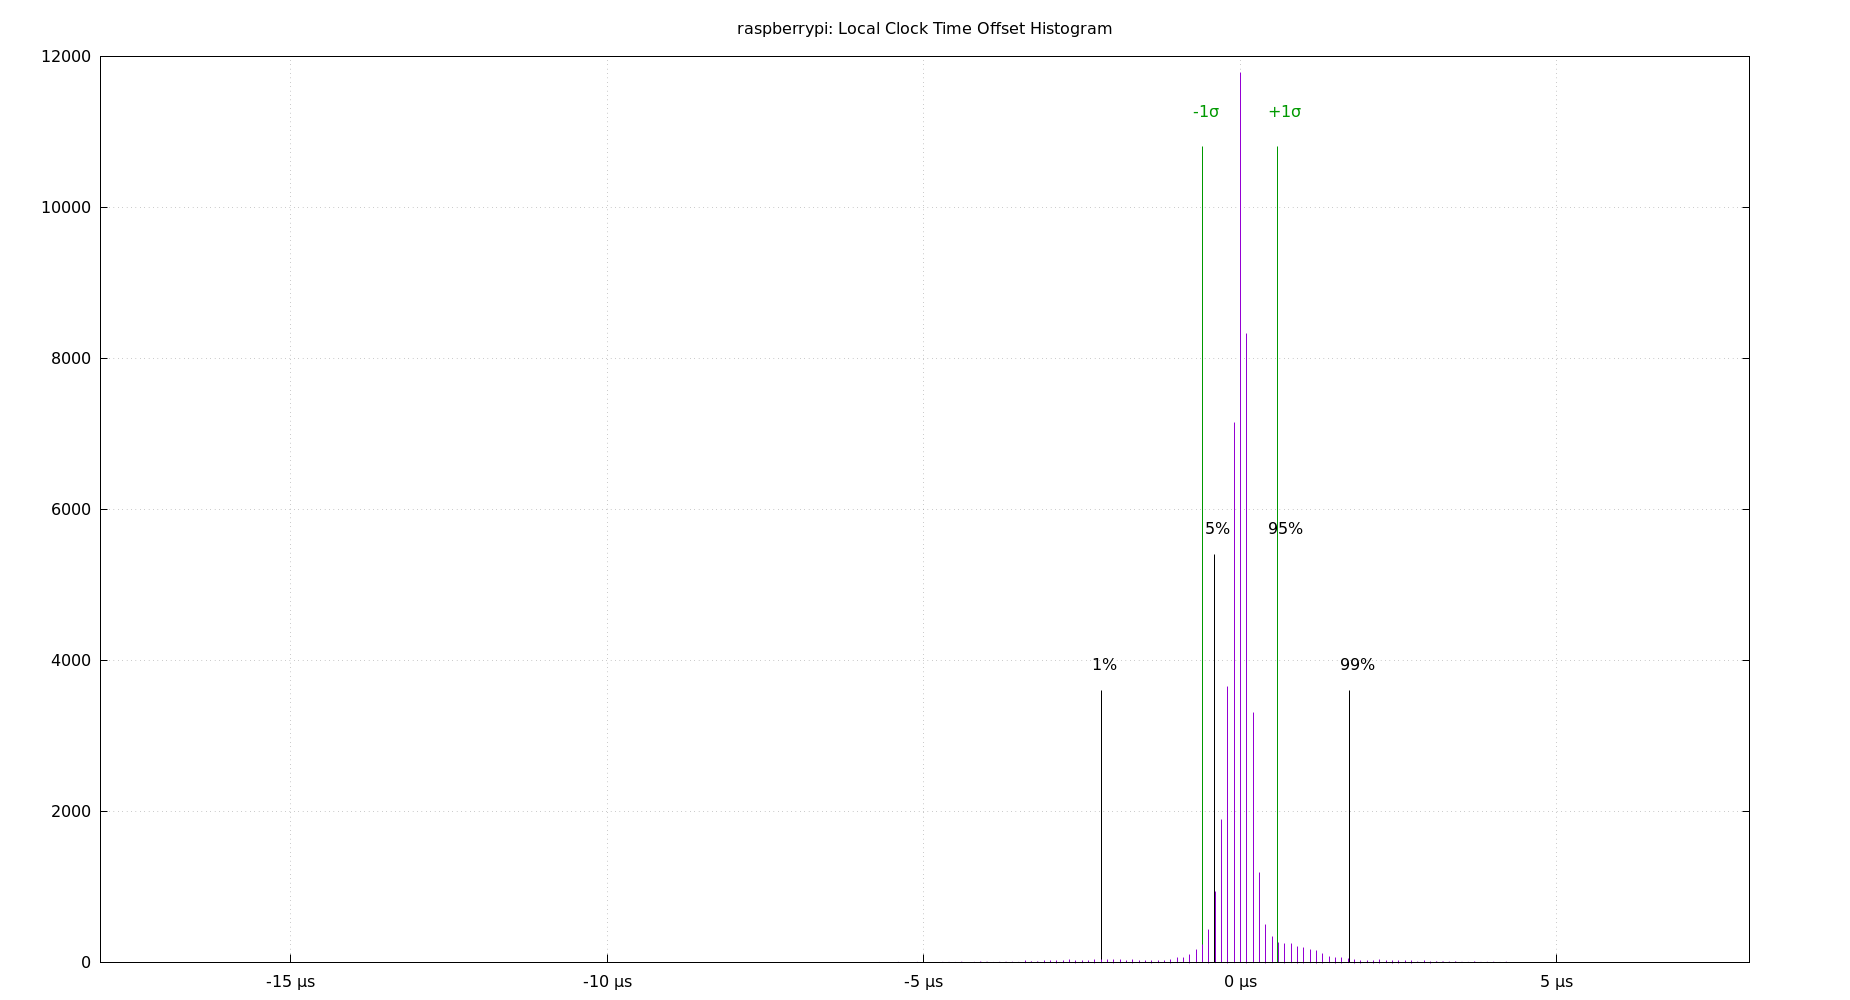 raspberrypi: Local Clock Time Offset Histogram
12000
-1σ
+1σ
10000
8000
6000
5%
95%
4000
1%
99%
2000
0
-15 µs
-10 µs
-5 µs
0 µs
5 µs